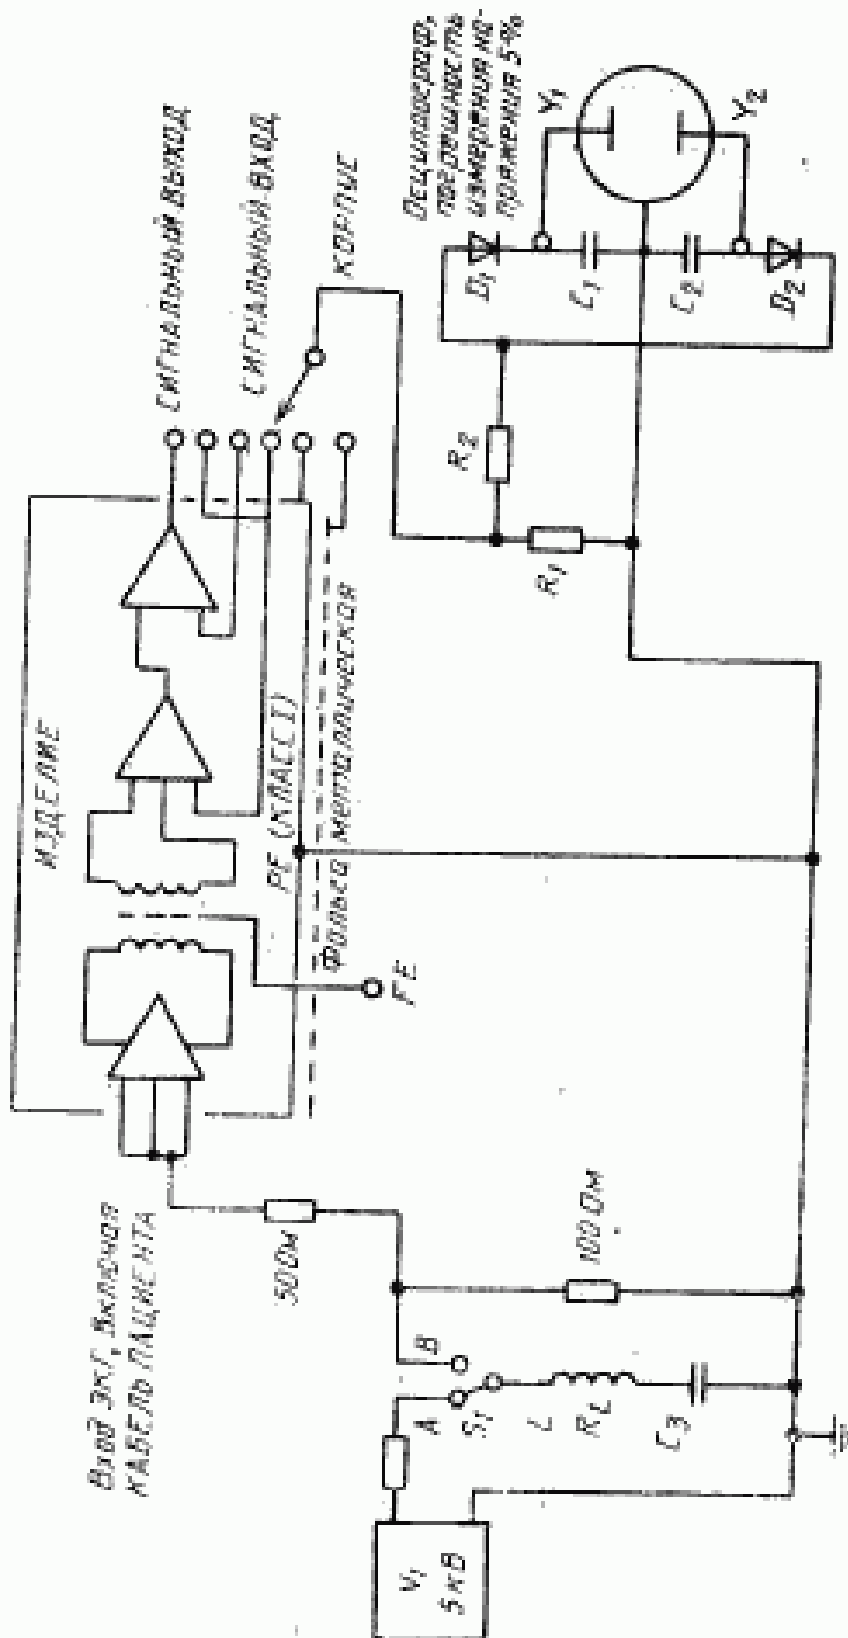 Вход ЭКГ, включая
КАБЕЛЬ ПАЦИЕНТА
ИЗДЕЛИЕ
СИГНАЛЬНЫЙ ВЫХОД
СИГНАЛЬНЫЙ ВХОД
КОРПУС
Осциллограф,
погрешность
измерения на-
пряжения 5%
PE (КЛАСС I)
Фольга металлическая
FE
50 Ом
100 Ом
V1
5 кВ
A
B
S1
L
RL
C3
R1
R2
D1
C1
C2
D2
Y1
Y2